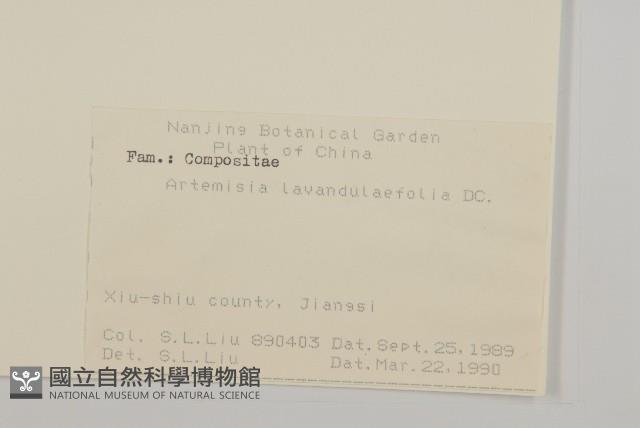 Nanjing Botanical Garden
Plant of China
Fam.: Compositae
Artemisia lavandulaefolia DC.
Xiu-shiu county, Jiangsi
Col. S.L.Liu 890403 Dat.Sept.25,1989
Det. S.L.Liu Dat.Mar.22,1990
國立自然科學博物館
NATIONAL MUSEUM OF NATURAL SCIENCE